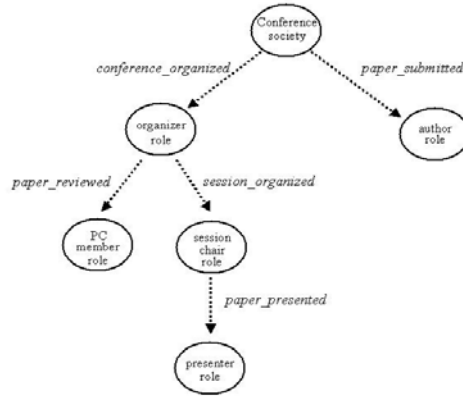 Conference
society
conference_organized
paper_submitted
organizer
role
author
role
paper_reviewed
session_organized
PC
member
role
session
chair
role
paper_presented
presenter
role